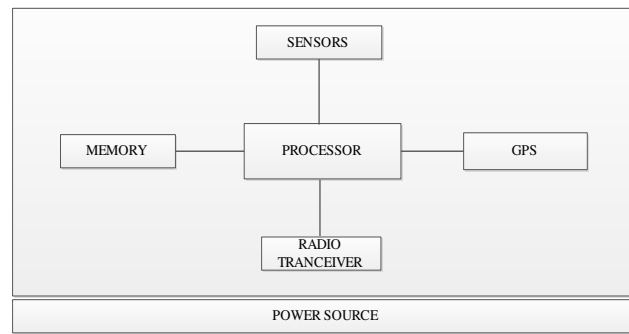 SENSORS
MEMORY
PROCESSOR
GPS
RADIO
TRANCEIVER
POWER SOURCE